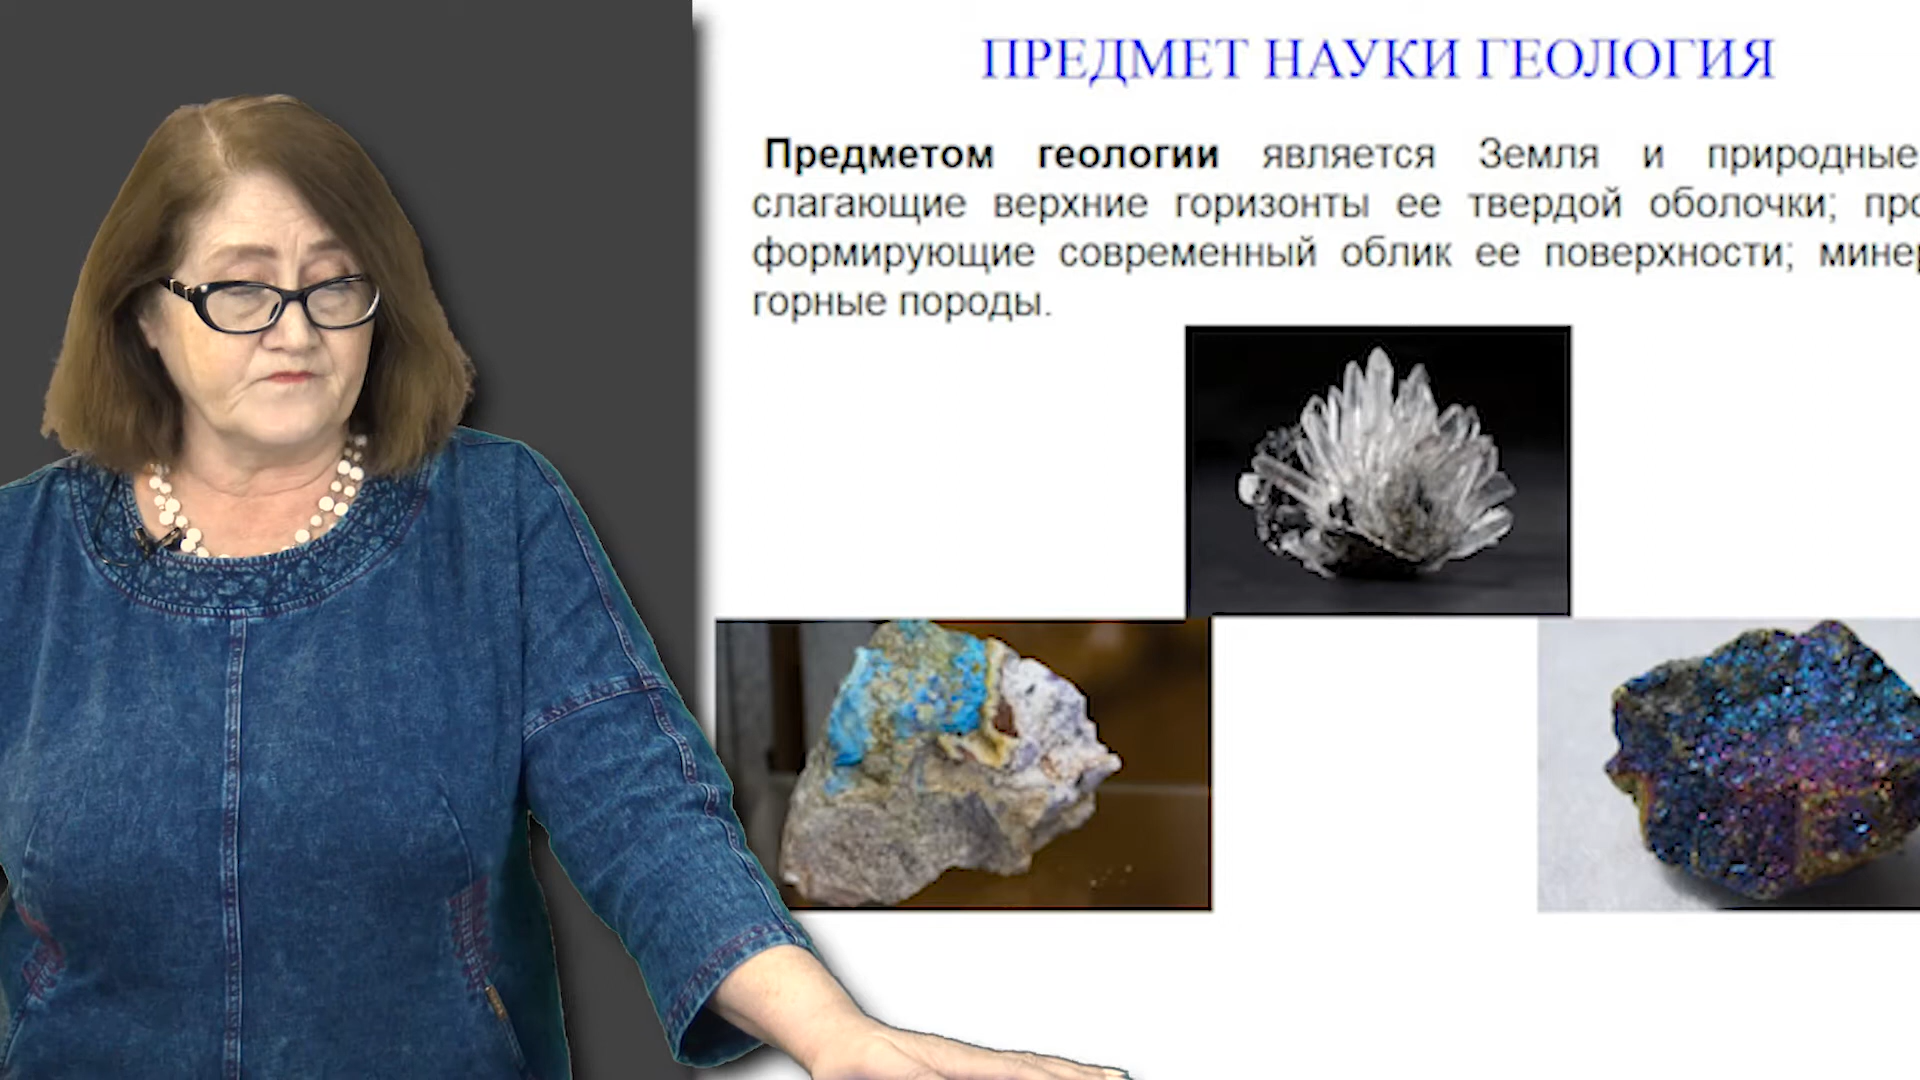 ПРЕДМЕТ НАУКИ ГЕОЛОГИЯ
Предметом геологии является Земля и природные
слагающие верхние горизонты ее твердой оболочки;
формирующие современный облик ее поверхности;
горные породы.